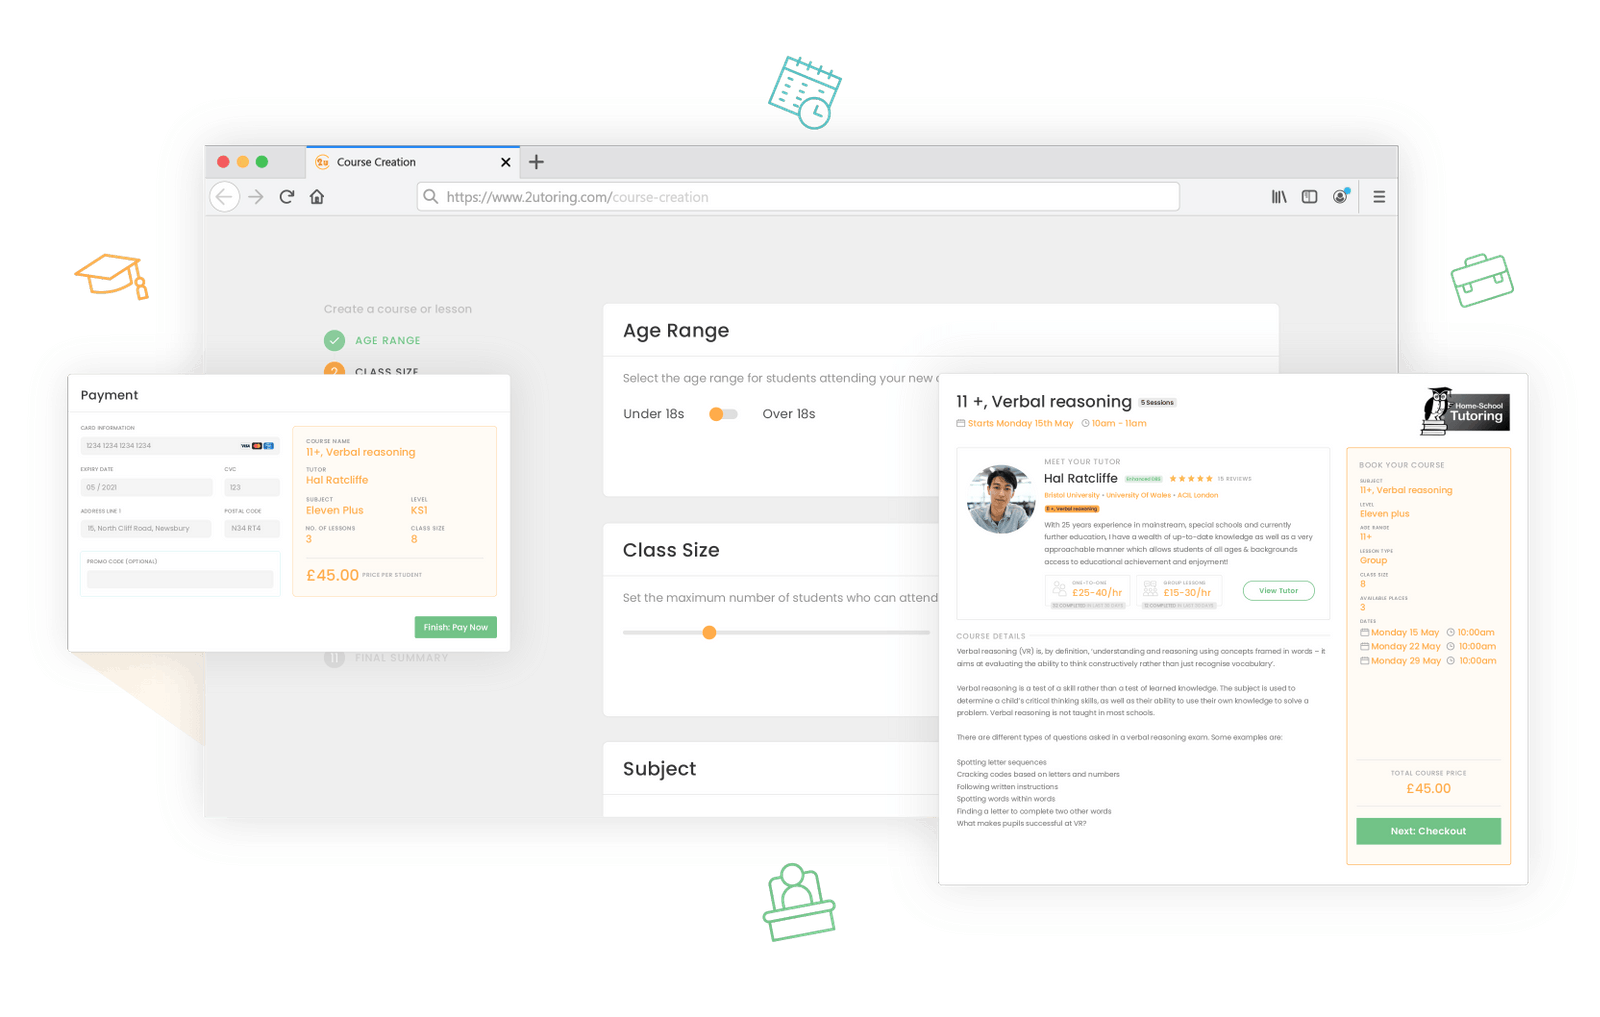 2u Course Creation
https://www.2utoring.com/course-creation
Create a course or lesson
AGE RANGE
2 CLASS SIZE
11 FINAL SUMMARY
Age Range
Select the age range for students attending your new
Under 18s Over 18s
Class Size
Set the maximum number of students who can attend
Subject
Payment
CARD INFORMATION
1234 1234 1234 1234 VISA
EXPIRY DATE CVC
05 / 2021 123
ADDRESS LINE 1 POSTAL CODE
15, North Cliff Road, Newsbury N34 RT4
PROMO CODE (OPTIONAL)
COURSE NAME
11+, Verbal reasoning
TUTOR
Hal Ratcliffe
SUBJECT LEVEL
Eleven Plus KS1
NO. OF LESSONS CLASS SIZE
3 8
£45.00 PRICE PER STUDENT
Finish: Pay Now
11 +, Verbal reasoning 5 Sessions
Starts Monday 15th May 10am - 11am
Home-School
Tutoring
MEET YOUR TUTOR
Hal Ratcliffe Enhanced DBS 15 REVIEWS
Bristol University • University Of Wales • ACII, London
11 +, Verbal reasoning
With 25 years experience in mainstream, special schools and currently
further education, I have a wealth of up-to-date knowledge as well as a very
approachable manner which allows students of all ages & backgrounds
access to educational achievement and enjoyment!
ONE-TO-ONE GROUP LESSONS
£25-40/hr £15-30/hr
COMPLETED IN LAST 30 DAYS COMPLETED IN LAST 30 DAYS
View Tutor
COURSE DETAILS
Verbal reasoning (VR) is, by definition, 'understanding and reasoning using concepts framed in words – it
aims at evaluating the ability to think constructively rather than just recognise vocabulary'.
Verbal reasoning is a test of a skill rather than a test of learned knowledge. The subject is used to
determine a child's critical thinking skills, as well as their ability to use their own knowledge to solve a
problem. Verbal reasoning is not taught in most schools.
There are different types of questions asked in a verbal reasoning exam. Some examples are:
Spotting letter sequences
Cracking codes based on letters and numbers
Following written instructions
Spotting words within words
Finding a letter to complete two other words
What makes pupils successful at VR?
BOOK YOUR COURSE
SUBJECT
11+, Verbal reasoning
LEVEL
Eleven plus
AGE RANGE
11+
LESSON TYPE
Group
CLASS SIZE
8
AVAILABLE PLACES
3
DATES
Monday 15 May 10:00am
Monday 22 May 10:00am
Monday 29 May 10:00am
TOTAL COURSE PRICE
£45.00
Next: Checkout